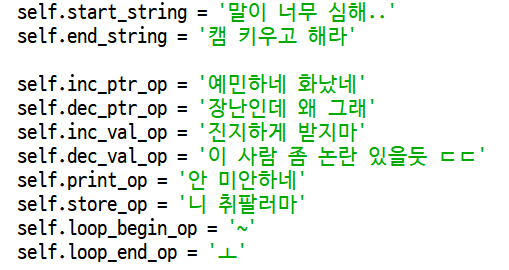 self.start_string = '말이 너무 심해..'
self.end_string = '캠 키우고 해라'
self.inc_ptr_op = '예민하네 화났네'
self.dec_ptr_op = '장난인데 왜 그래'
self.inc_val_op = '진지하게 받지마'
self.dec_val_op = '이 사람 좀 논란 있을듯 ㄷㄷ'
self.print_op = '안 미안하네'
self.store_op = '니 취팔러마'
self.loop_begin_op = '~'
self.loop_end_op = 'ㅗ'